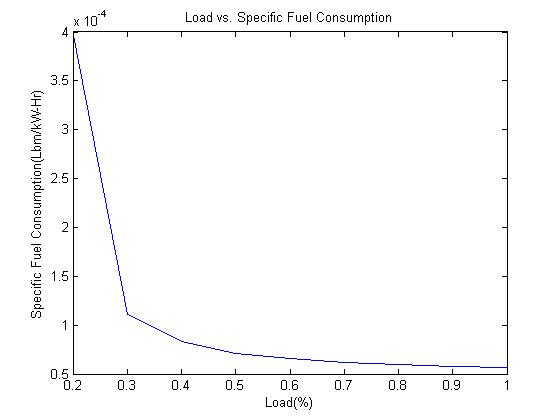 x 10-4
Load vs. Specific Fuel Consumption
4
3.5
3
2.5
2
1.5
1
0.5
Specific Fuel Consumption(Lbm/kW-Hr)
0.2 0.3 0.4 0.5 0.6 0.7 0.8 0.9 1
Load(%)